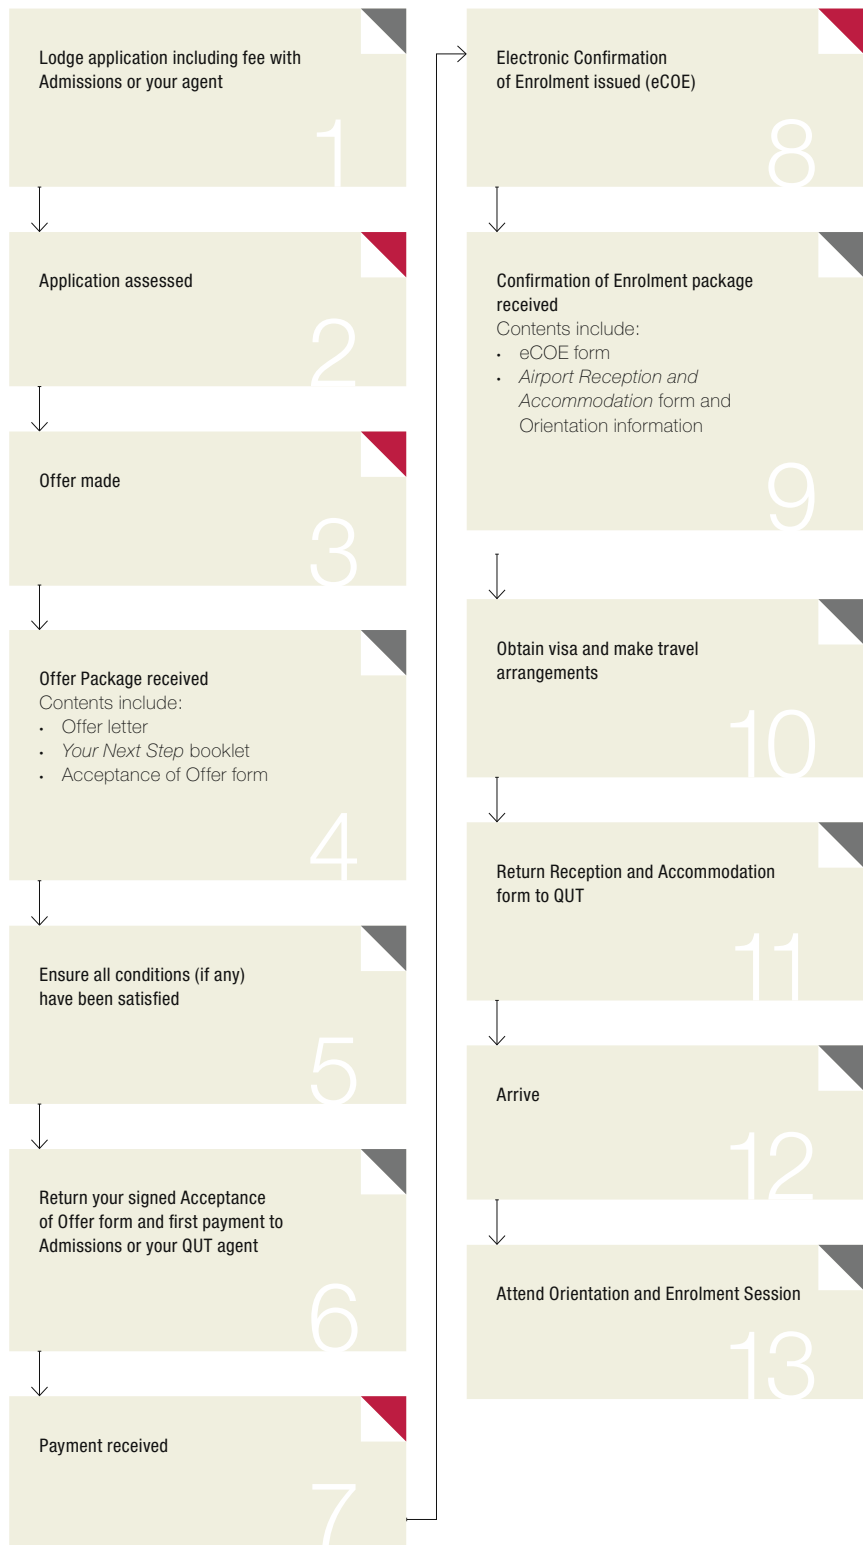 Lodge application including fee with
Admissions or your agent
1
Application assessed
2
Offer made
3
Offer Package received
Contents include:
• Offer letter
• Your Next Step booklet
• Acceptance of Offer form
4
Ensure all conditions (if any)
have been satisfied
5
Return your signed Acceptance
of Offer form and first payment to
Admissions or your QUT agent
6
Payment received
7
Electronic Confirmation
of Enrolment issued (eCOE)
8
Confirmation of Enrolment package
received
Contents include:
• eCOE form
• Airport Reception and
Accommodation form and
Orientation information
9
Obtain visa and make travel
arrangements
10
Return Reception and Accommodation
form to QUT
11
Arrive
12
Attend Orientation and Enrolment Session
13